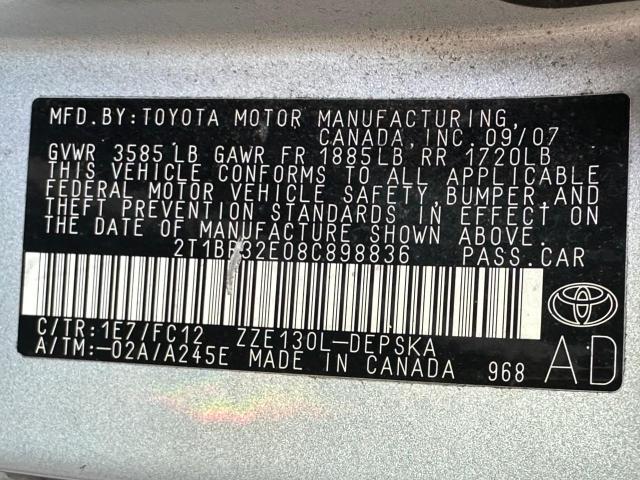 MFD.BY:TOYOTA MOTOR MANUFACTURING,
CANADA,INC.09/07
GVWR 3585LB GAWR FR 1885LB RR 1720LB
THIS VEHICLE CONFORMS TO ALL APPLICABLE
FEDERAL MOTOR VEHICLE SAFETY,BUMPER,AND
THEFT PREVENTION STANDARDS IN EFFECT ON
THE DATE OF MANUFACTURE SHOWN ABOVE.
2T1BR32E08C898836 PASS.CAR
C/TR:1E7/FC12 ZZE130L-DEPSKA
A/TM:-02A/A245E MADE IN CANADA 968 AD